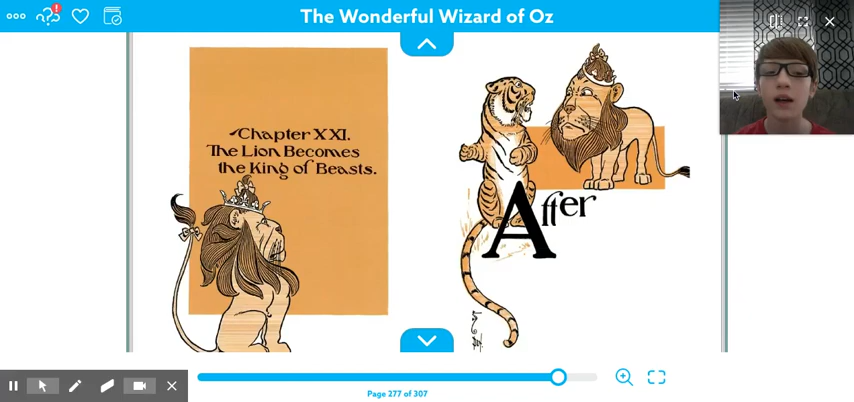 The Wonderful Wizard of Oz
Chapter XXI.
The Lion Becomes
the King of Beasts.
After
Page 277 of 307